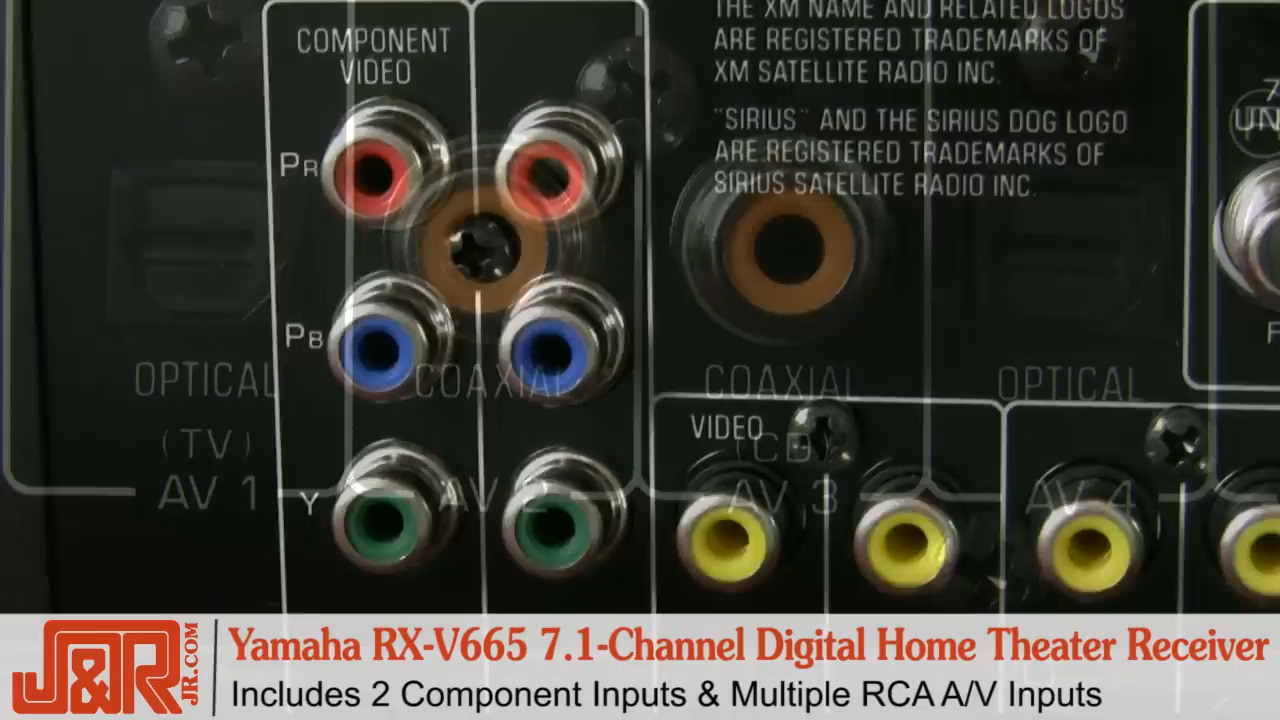 COMPONENT
VIDEO
PR
PB
Y
THE XM NAME AND RELATED LOGOS
ARE REGISTERED TRADEMARKS OF
XM SATELLITE RADIO INC.
"SIRIUS" AND THE SIRIUS DOG LOGO
ARE REGISTERED TRADEMARKS OF
SIRIUS SATELLITE RADIO INC.
7
UN
F
OPTICAL
(TV)
AV 1
COAXIAL
AV 2
COAXIAL
(CD)
AV 3
OPTICAL
AV 4
VIDEO
J&R
JR.COM
Yamaha RX-V665 7.1-Channel Digital Home Theater Receiver
Includes 2 Component Inputs & Multiple RCA A/V Inputs